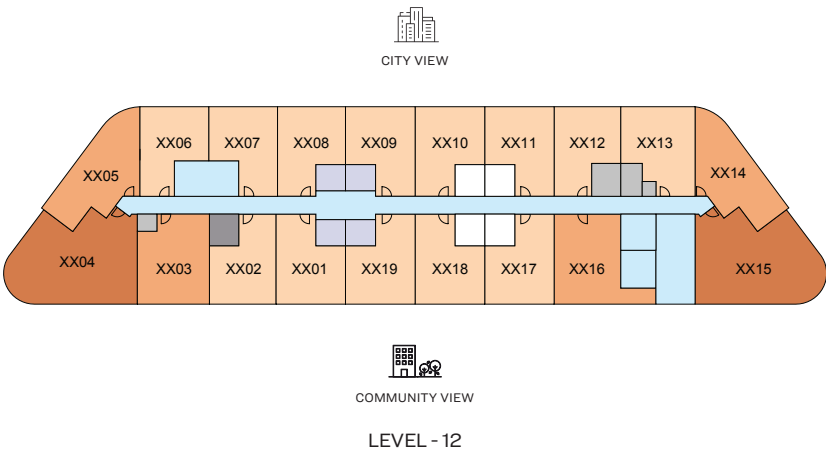 CITY VIEW
XX06 XX07 XX08 XX09 XX10 XX11 XX12 XX13
XX05 XX14
XX04 XX03 XX02 XX01 XX19 XX18 XX17 XX16 XX15
COMMUNITY VIEW
LEVEL - 12